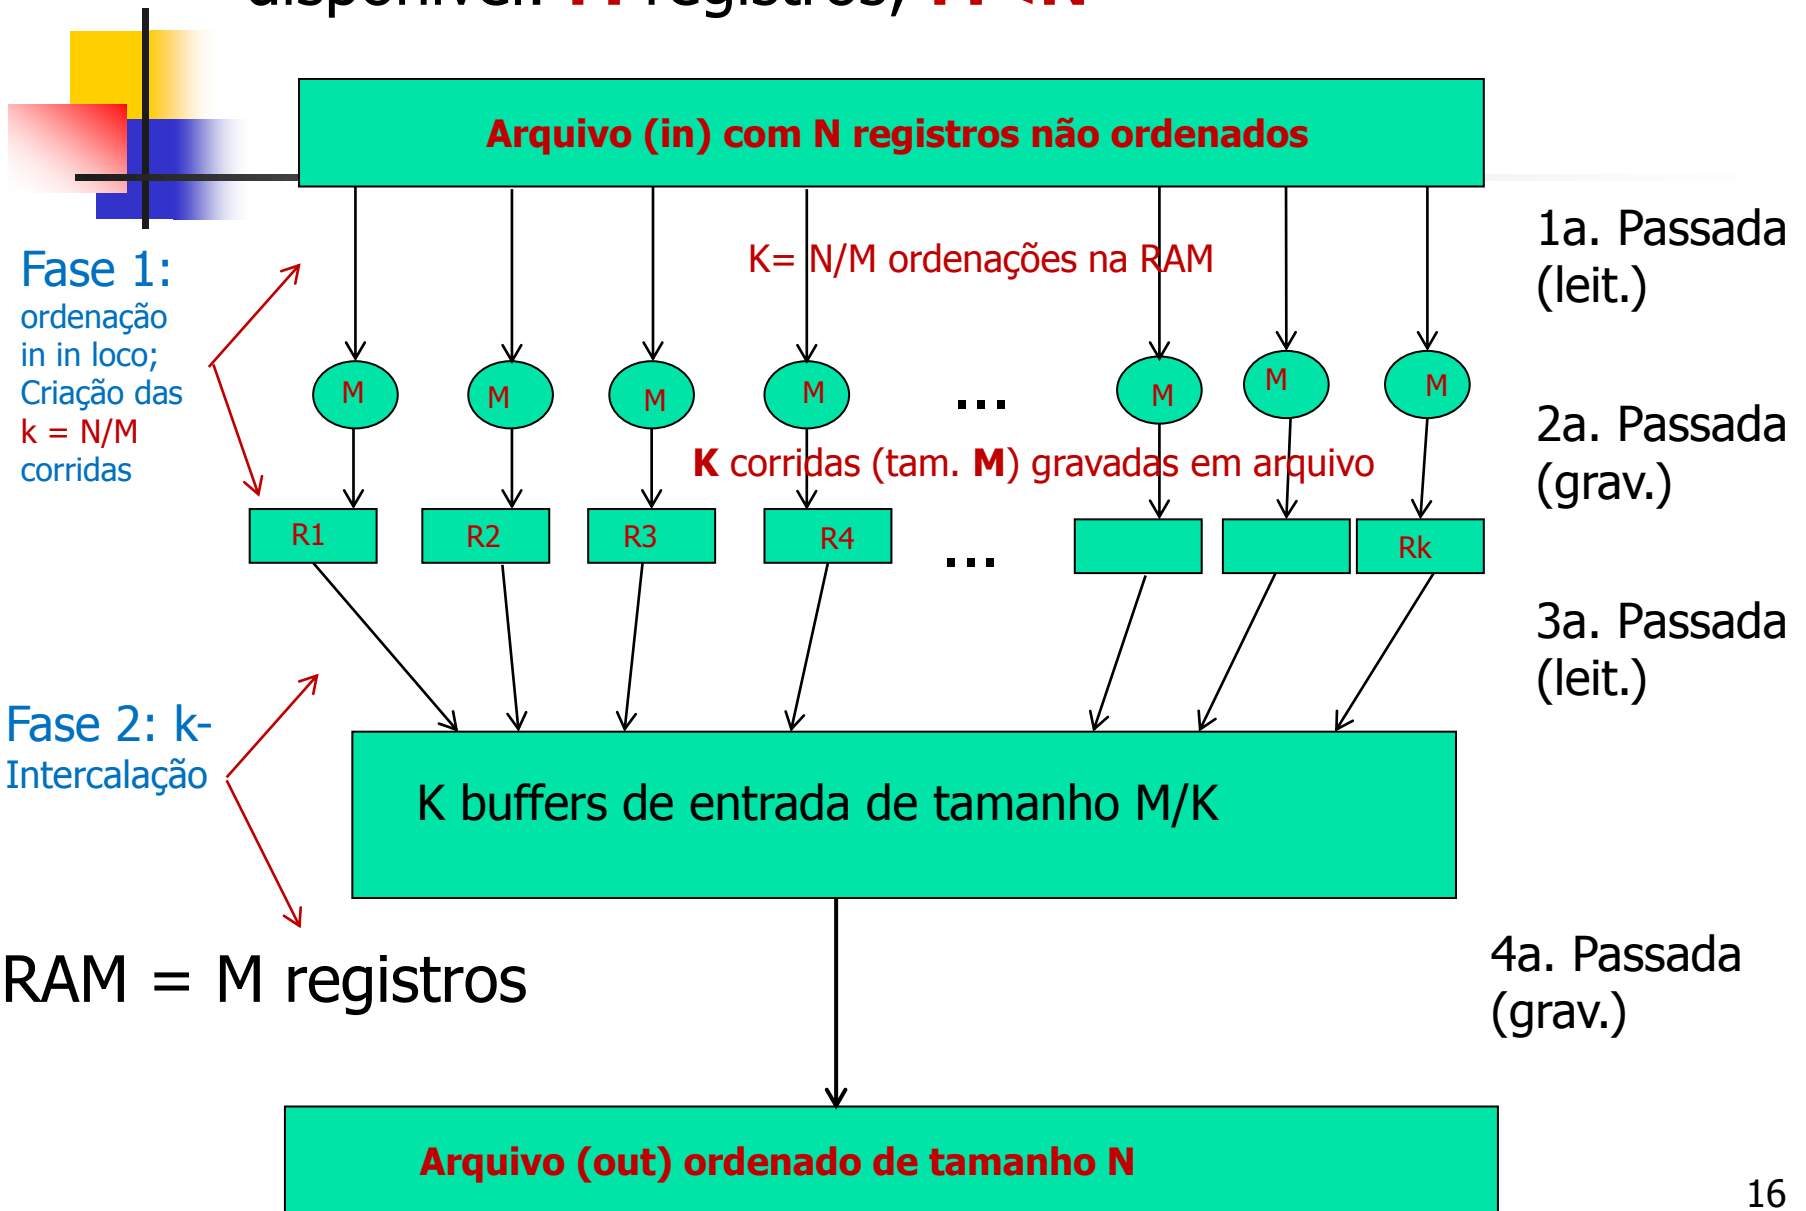 disponível: M registros, M<N
Arquivo (in) com N registros não ordenados
1a. Passada
(leit.)
K= N/M ordenações na RAM
Fase 1:
ordenação
in in loco;
Criação das
k = N/M
corridas
M
M
M
M
...
M
M
M
2a. Passada
(grav.)
K corridas (tam. M) gravadas em arquivo
R1
R2
R3
R4
...
Rk
3a. Passada
(leit.)
Fase 2: k-
Intercalação
K buffers de entrada de tamanho M/K
RAM = M registros
4a. Passada
(grav.)
Arquivo (out) ordenado de tamanho N
16